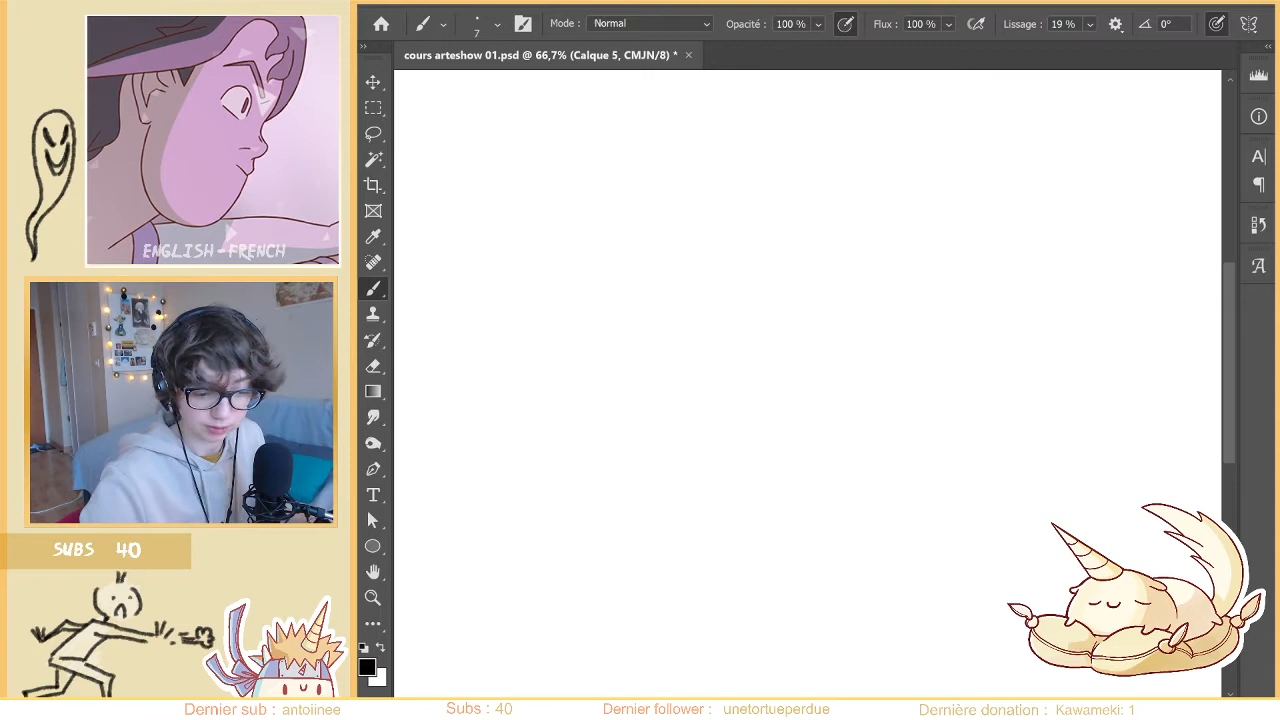 Mode : Normal Opacité : 100 % Flux : 100 % Lissage : 19 % 0°
7
cours arteshow 01.psd @ 66,7% (Calque 5, CMJN/8) * ×
ENGLISH-FRENCH
SUBS 40
Dernier sub : antoiinee Subs : 40 Dernier follower : unetortueperdue Dernière donation : Kawameki: 1